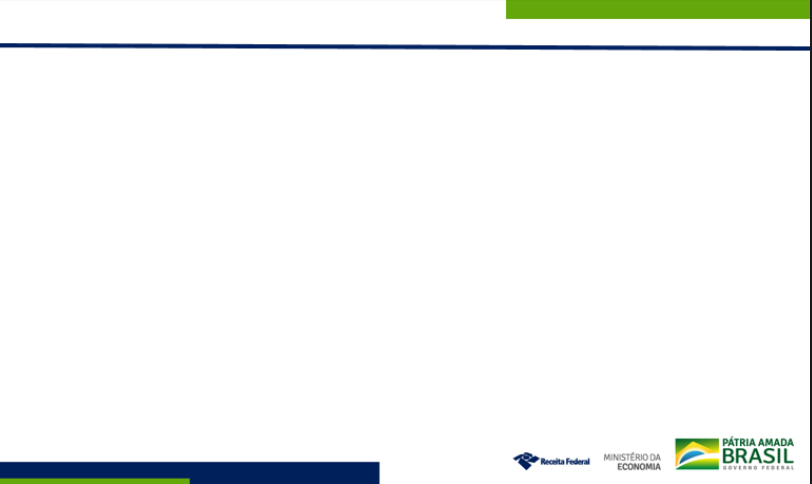 Receita Federal
MINISTÉRIO DA
ECONOMIA
PÁTRIA AMADA
BRASIL
GOVERNO FEDERAL